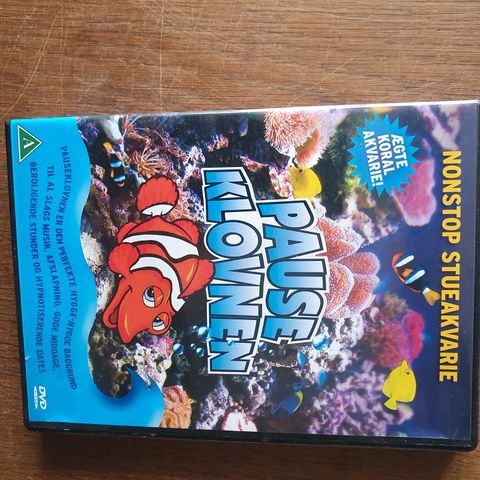 NONSTOP STUEAKVARIE
ÆGTE
KORAL
AKVARIE!
PAUSE
KLOVNEN
A
PAUSEKLOVNEN ER DEN PERFEKTE HYGGE-NYGGE BAGGRUND
TIL AL SLAGS MUSIK, AFSLAPNING, GODE MIDDAGE,
BEROLIGENDE STUNDER OG HYPNOTISERENDE DATES
DVD